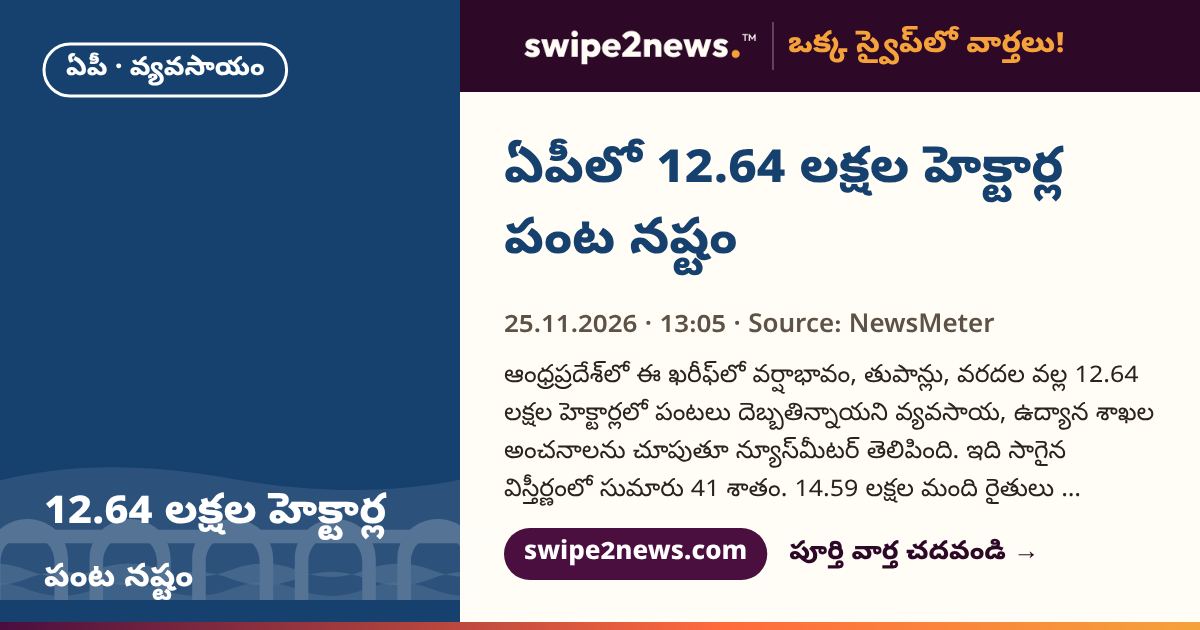 ఏపీ · వ్యవసాయం
12.64 లక్షల హెక్టార్ల
పంట నష్టం
swipe2news.™
ఒక్క స్వైప్‌లో వార్తలు!
ఏపీలో 12.64 లక్షల హెక్టార్ల
పంట నష్టం
25.11.2026 · 13:05 · Source: NewsMeter
ఆంధ్రప్రదేశ్‌లో ఈ ఖరీఫ్‌లో వర్షాభావం, తుపాన్లు, వరదల వల్ల 12.64
లక్షల హెక్టార్లలో పంటలు దెబ్బతిన్నాయని వ్యవసాయ, ఉద్యాన శాఖల
అంచనాలను చూపుతూ న్యూస్‌మీటర్ తెలిపింది. ఇది సాగైన
విస్తీర్ణంలో సుమారు 41 శాతం. 14.59 లక్షల మంది రైతులు ...
swipe2news.com
పూర్తి వార్త చదవండి →